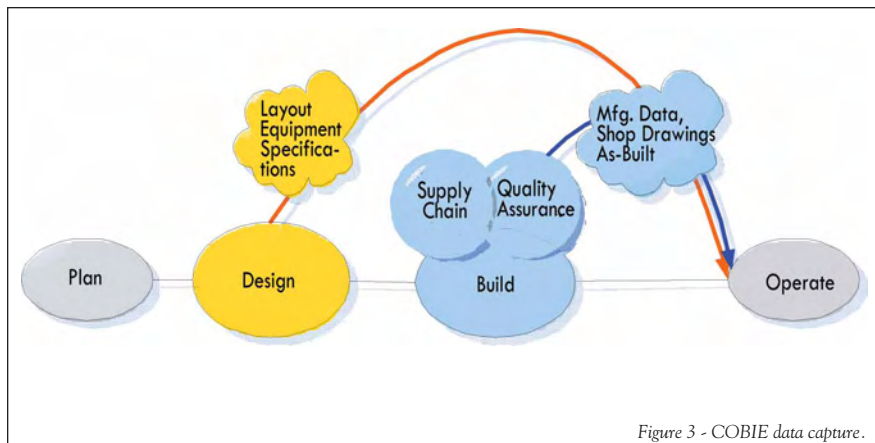 Layout
Equipment
Specifica-
tions
Mfg. Data,
Shop Drawings
As-Built
Supply
Chain
Quality
Assurance
Plan
Design
Build
Operate
Figure 3 - COBIE data capture.